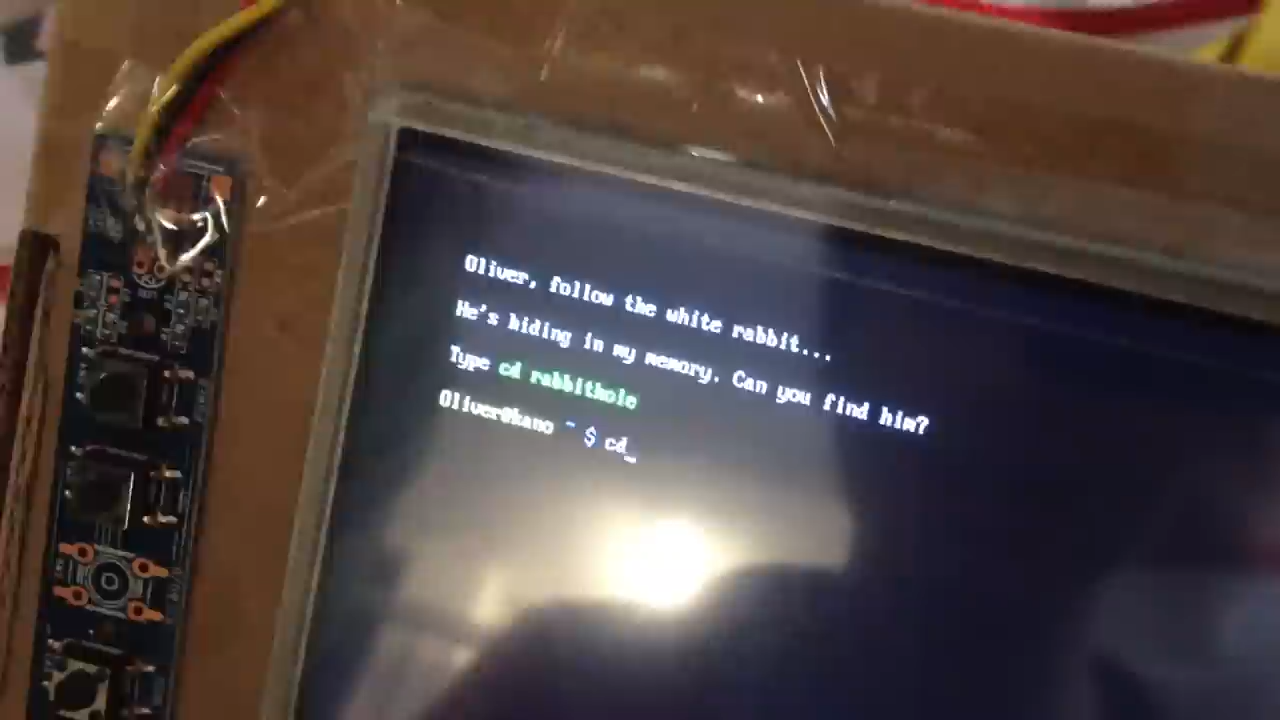 Oliver, follow the white rabbit...
He's hiding in my memory. Can you find him?
Type cd rabbithole
Oliver@kano ~ $ cd_